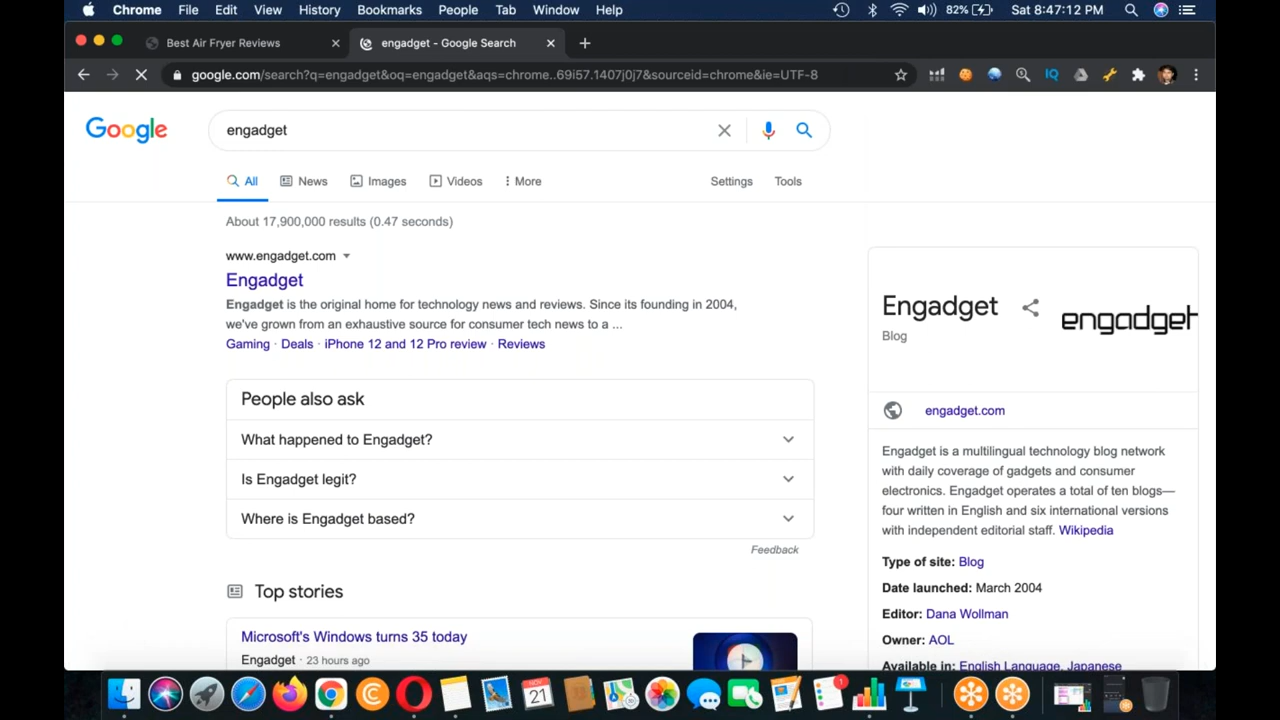 Chrome File Edit View History Bookmarks People Tab Window Help 82% Sat 8:47:12 PM
Best Air Fryer Reviews engadget - Google Search
google.com/search?q=engadget&oq=engadget&aqs=chrome..69i57.1407j0j7&sourceid=chrome&ie=UTF-8 IQ
Google engadget
All News Images Videos More Settings Tools
About 17,900,000 results (0.47 seconds)
www.engadget.com
Engadget
Engadget is the original home for technology news and reviews. Since its founding in 2004,
we've grown from an exhaustive source for consumer tech news to a ...
Gaming · Deals · iPhone 12 and 12 Pro review · Reviews
People also ask
What happened to Engadget?
Is Engadget legit?
Where is Engadget based?
Feedback
Top stories
Microsoft's Windows turns 35 today
Engadget · 23 hours ago
Engadget engadget
Blog
engadget.com
Engadget is a multilingual technology blog network
with daily coverage of gadgets and consumer
electronics. Engadget operates a total of ten blogs—
four written in English and six international versions
with independent editorial staff. Wikipedia
Type of site: Blog
Date launched: March 2004
Editor: Dana Wollman
Owner: AOL
Available in: English Language, Japanese
NOV
21
1